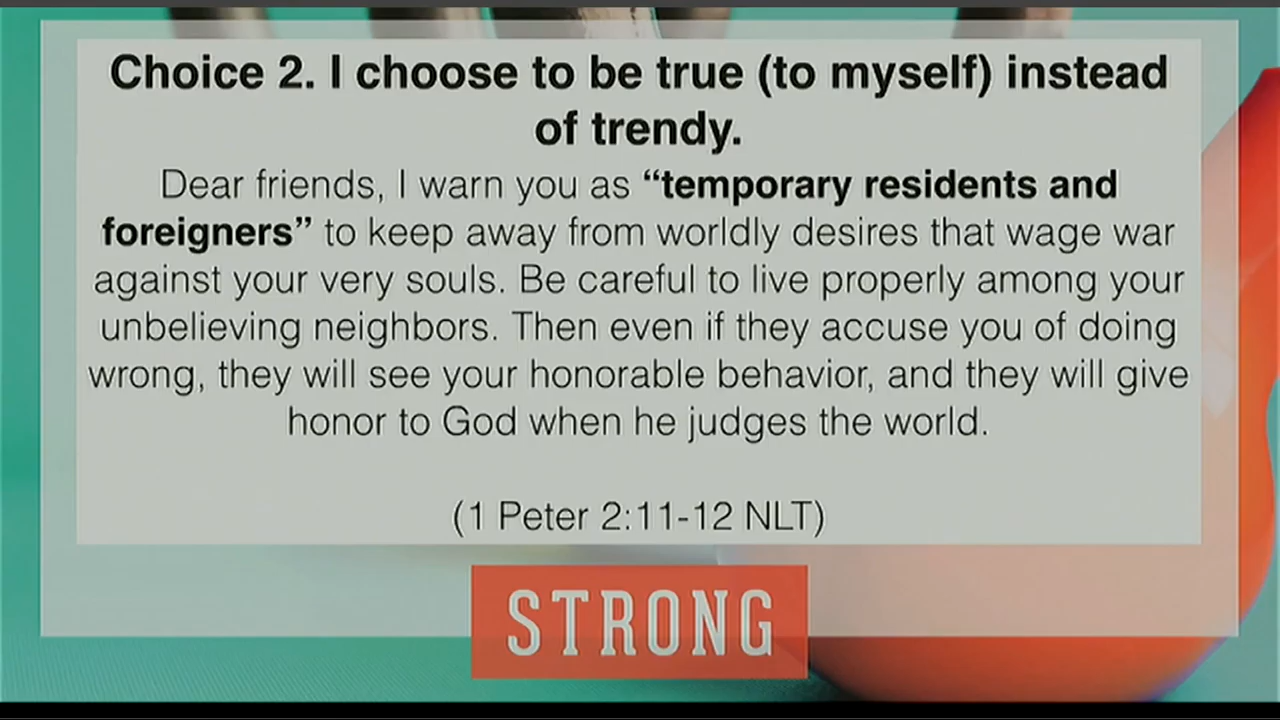 Choice 2. I choose to be true (to myself) instead
of trendy.
Dear friends, I warn you as “temporary residents and
foreigners” to keep away from worldly desires that wage war
against your very souls. Be careful to live properly among your
unbelieving neighbors. Then even if they accuse you of doing
wrong, they will see your honorable behavior, and they will give
honor to God when he judges the world.
(1 Peter 2:11-12 NLT)
STRONG